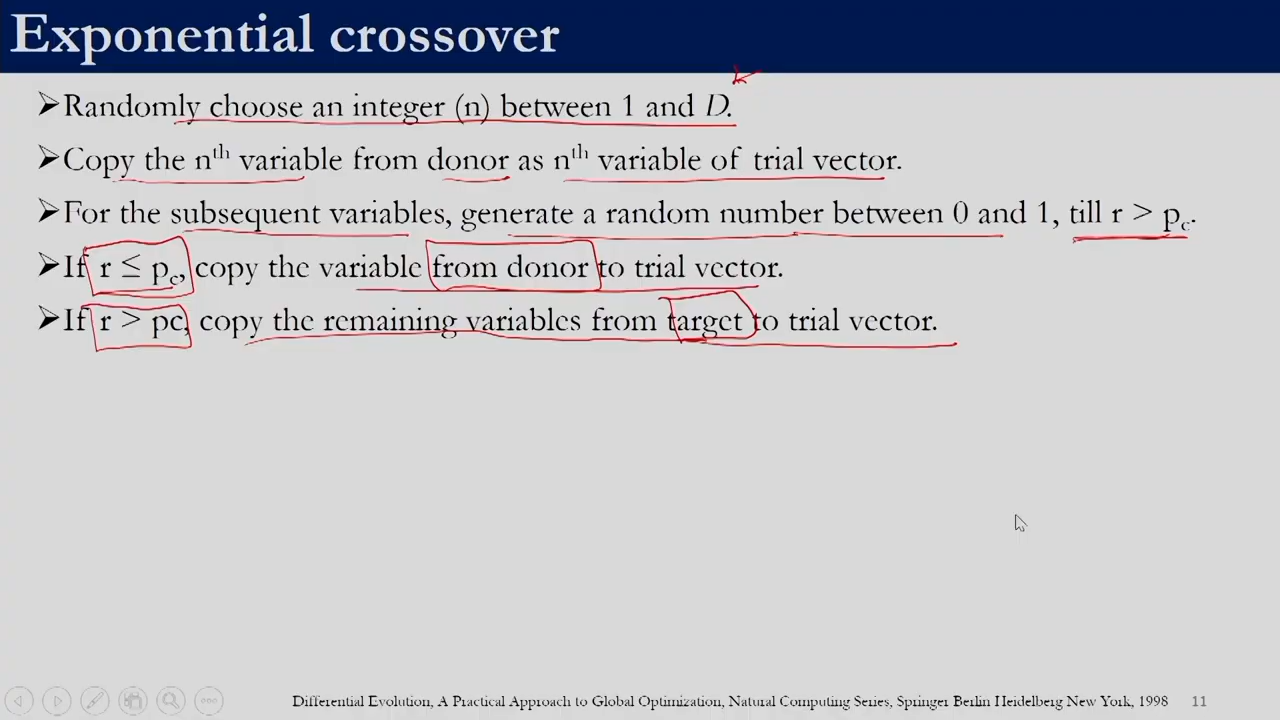 Exponential crossover
➢Randomly choose an integer (n) between 1 and D.
➢Copy the nth variable from donor as nth variable of trial vector.
➢For the subsequent variables, generate a random number between 0 and 1, till r > pc.
➢If r ≤ pc, copy the variable from donor to trial vector.
➢If r > pc, copy the remaining variables from target to trial vector.
Differential Evolution, A Practical Approach to Global Optimization, Natural Computing Series, Springer Berlin Heidelberg New York, 1998 11